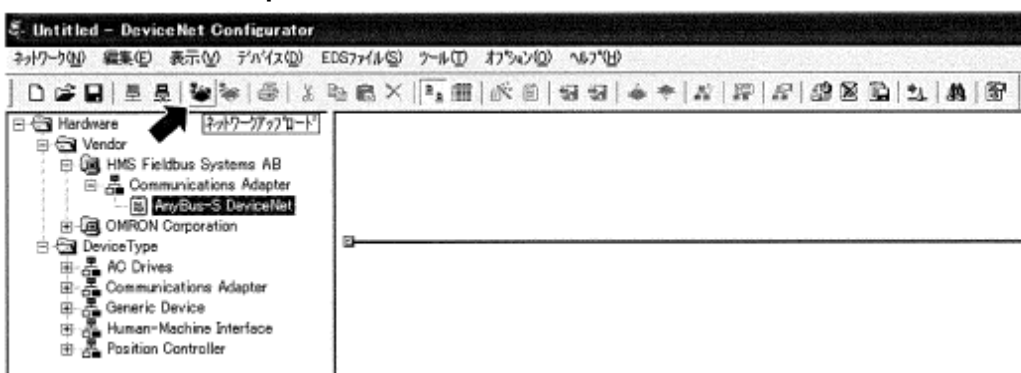 Untitled - DeviceNet Configurator
ネットワーク(N) 編集(E) 表示(V) デバイス(D) EDSファイル(S) ツール(T) オプション(O) ヘルプ(H)
ネットワークアップロード
Hardware
Vendor
HMS Fieldbus Systems AB
Communications Adapter
AnyBus-S DeviceNet
OMRON Corporation
DeviceType
AC Drives
Communications Adapter
Generic Device
Human-Machine Interface
Position Controller